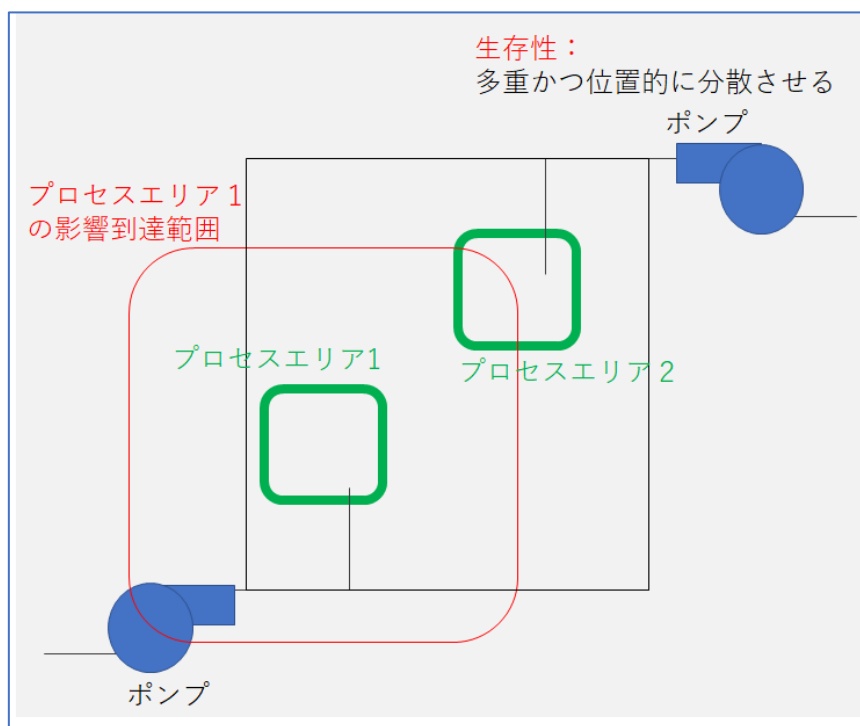 生存性：
多重かつ位置的に分散させる
ポンプ
プロセスエリア１
の影響到達範囲
プロセスエリア1
プロセスエリア２
ポンプ